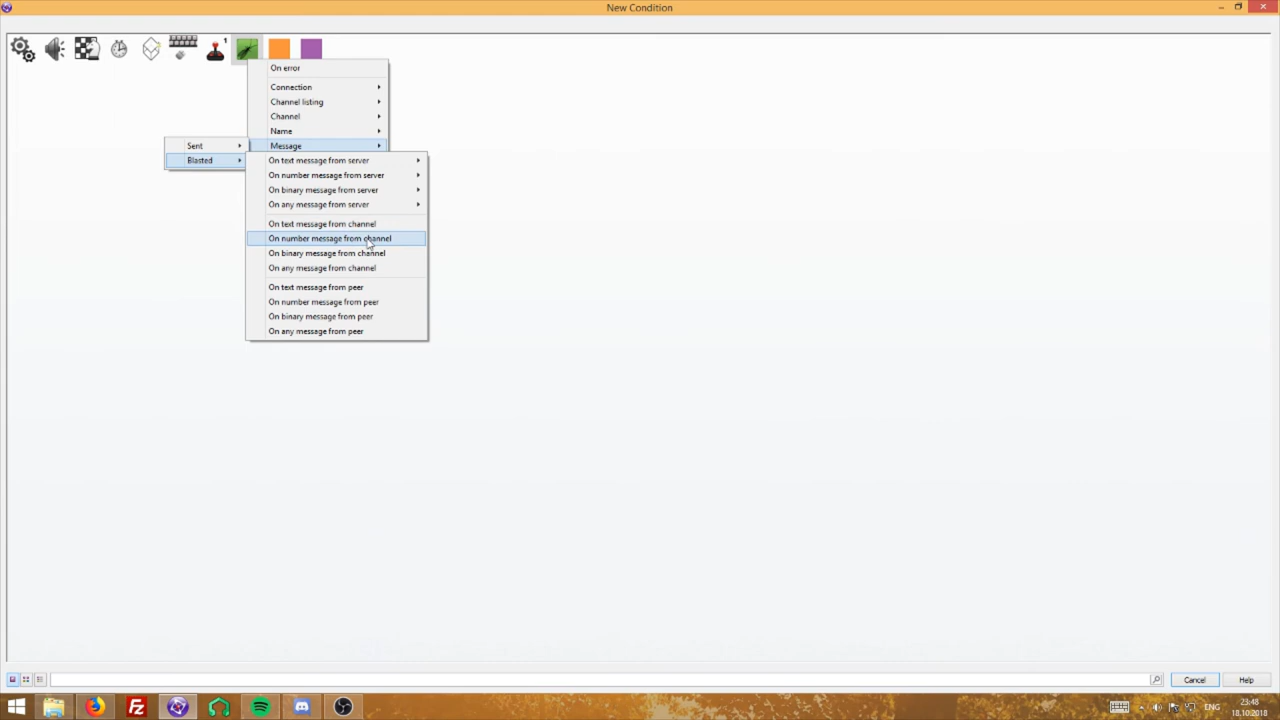 New Condition
1
On error
Connection
Channel listing
Channel
Name
Sent
Message
Blasted
On text message from server
On number message from server
On binary message from server
On any message from server
On text message from channel
On number message from channel
On binary message from channel
On any message from channel
On text message from peer
On number message from peer
On binary message from peer
On any message from peer
Cancel
Help
Fz
ENG
23:48
18.10.2018